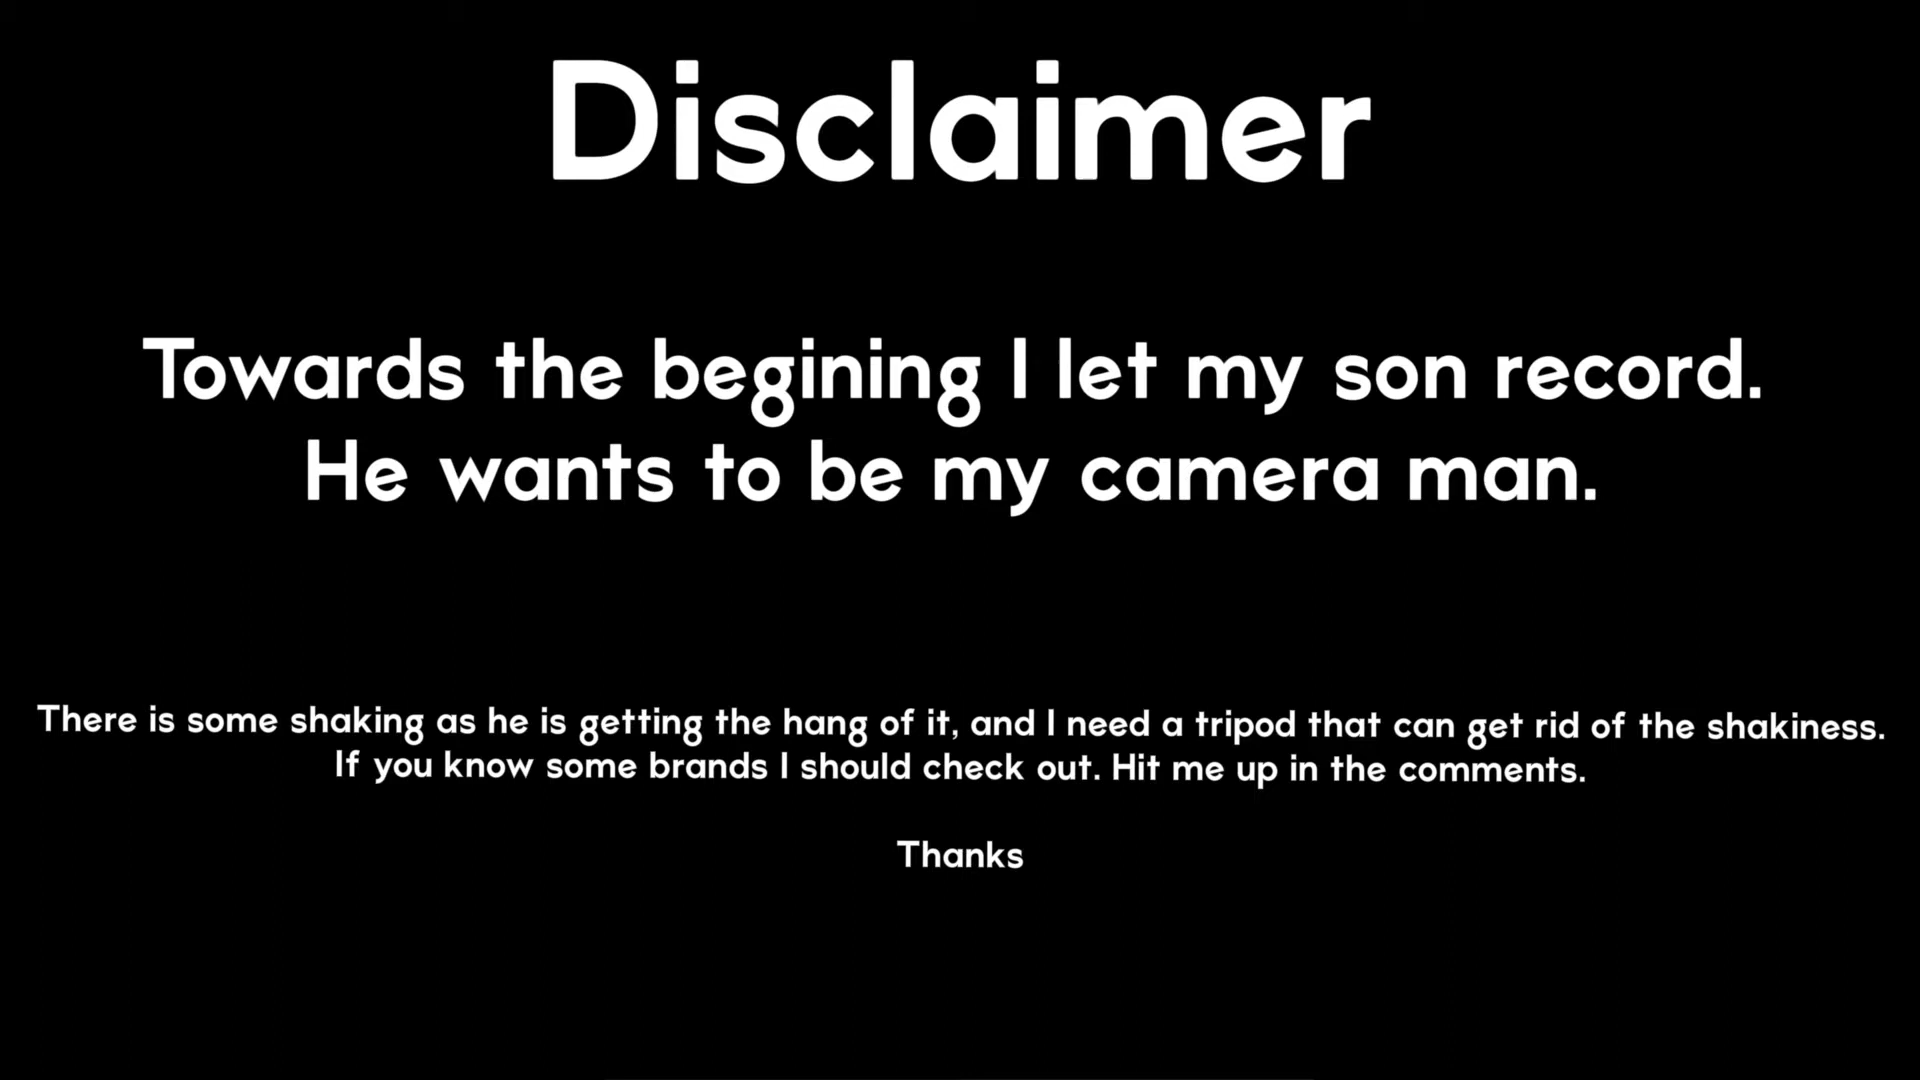 Disclaimer
Towards the begining I let my son record.
He wants to be my camera man.
There is some shaking as he is getting the hang of it, and I need a tripod that can get rid of the shakiness.
If you know some brands I should check out. Hit me up in the comments.
Thanks